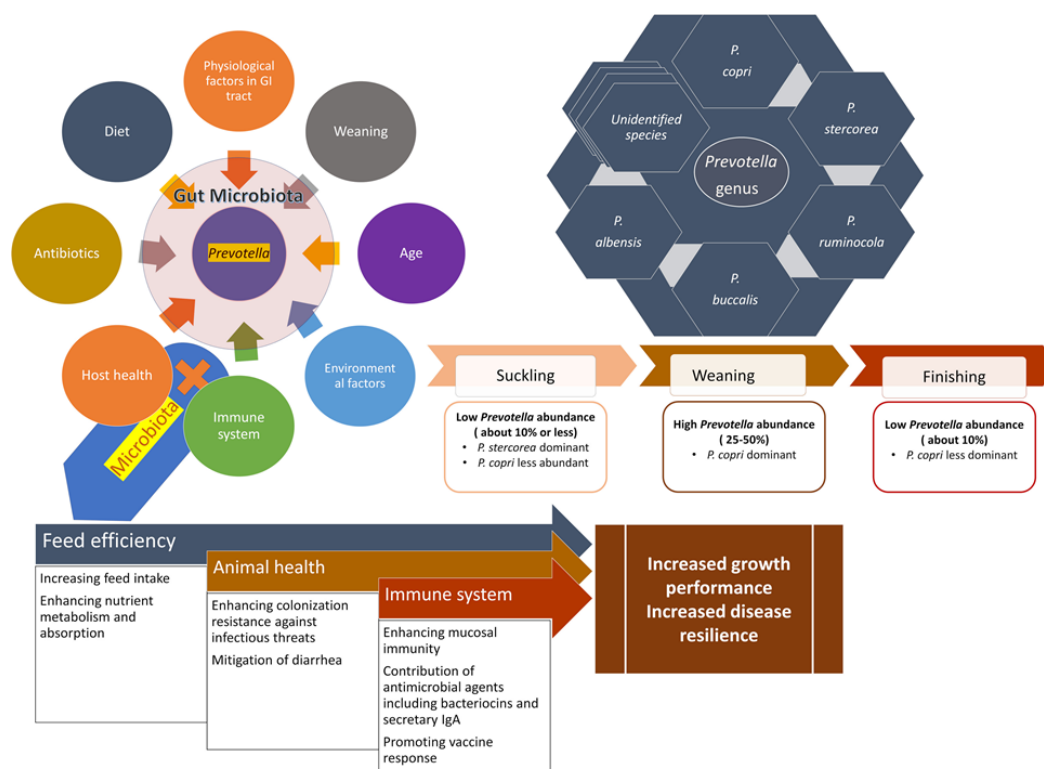 Physiological
factors in GI
tract
Diet
Weaning
Gut Microbiota
Antibiotics
Prevotella
Age
Host health
Environment
al factors
Immune
system
Microbiota
P.
copri
Unidentified
species
P.
stercorea
Prevotella
genus
P.
albensis
P.
ruminocola
P.
buccalis
Suckling
Low Prevotella abundance
( about 10% or less)
• P. stercorea dominant
• P. copri less abundant
Weaning
High Prevotella abundance
( 25-50%)
• P. copri dominant
Finishing
Low Prevotella abundance
( about 10%)
• P. copri less dominant
Feed efficiency
Increasing feed intake
Enhancing nutrient
metabolism and
absorption
Animal health
Enhancing colonization
resistance against
infectious threats
Mitigation of diarrhea
Immune system
Enhancing mucosal
immunity
Contribution of
antimicrobial agents
including bacteriocins and
secretary IgA
Promoting vaccine
response
Increased growth
performance
Increased disease
resilience